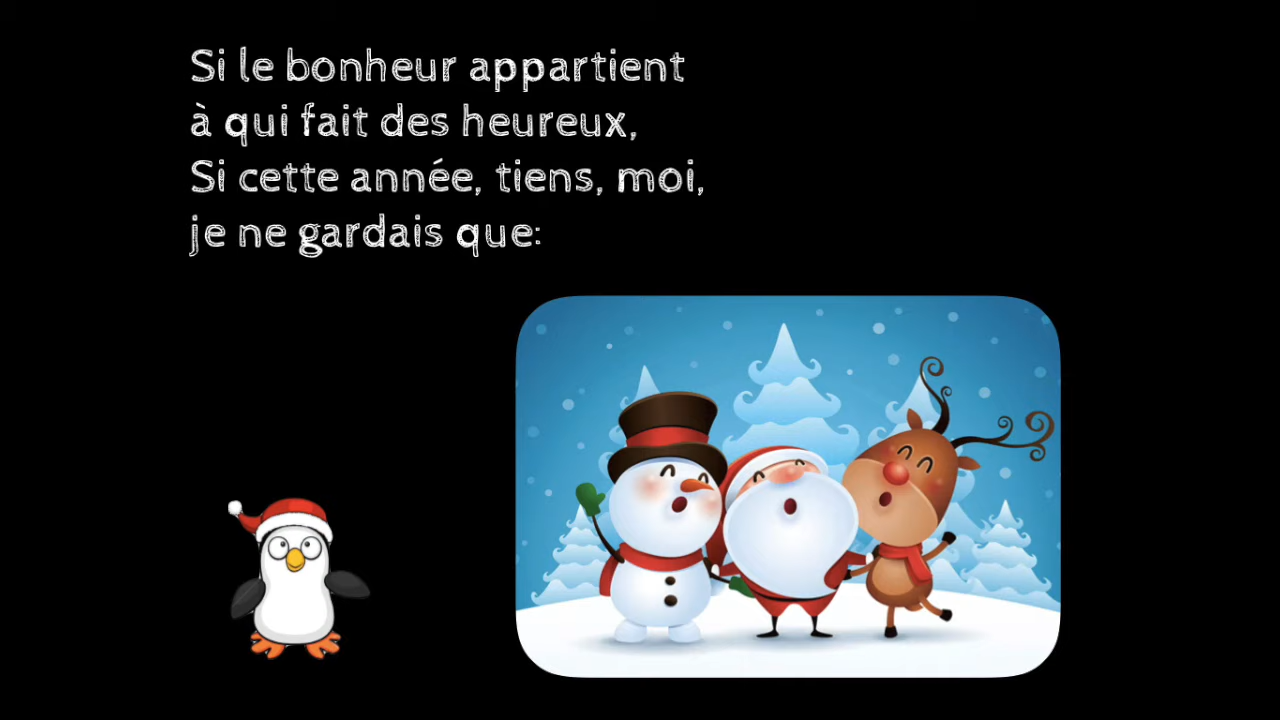 Si le bonheur appartient
à qui fait des heureux,
Si cette année, tiens, moi,
je ne gardais que: